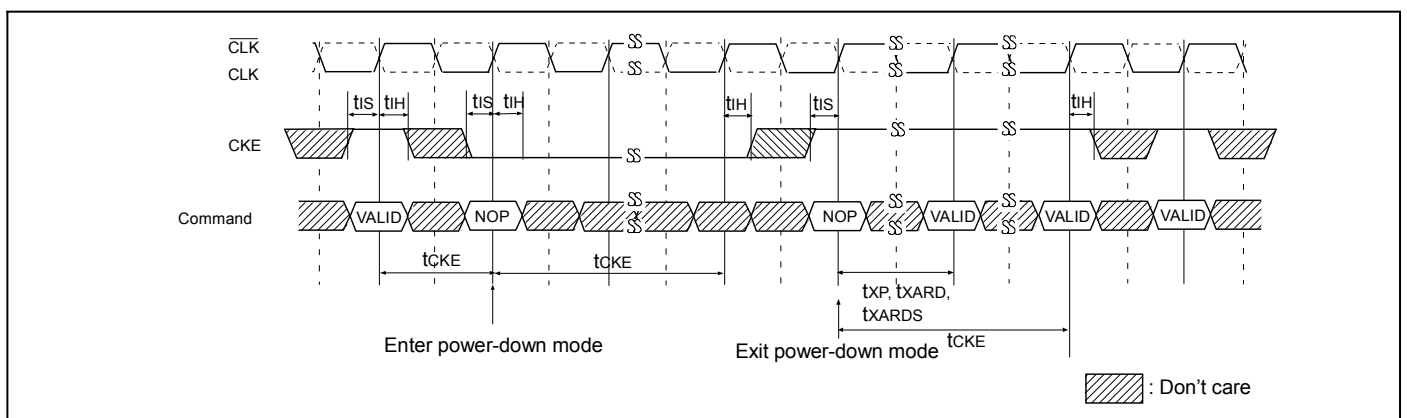 CLK
CLK
tIS tIH tIS tIH tIH tIS tIH
CKE
Command VALID NOP NOP VALID VALID VALID
tCKE tCKE
tXP, tXARD,
tXARDS
tCKE
Enter power-down mode Exit power-down mode
: Don't care